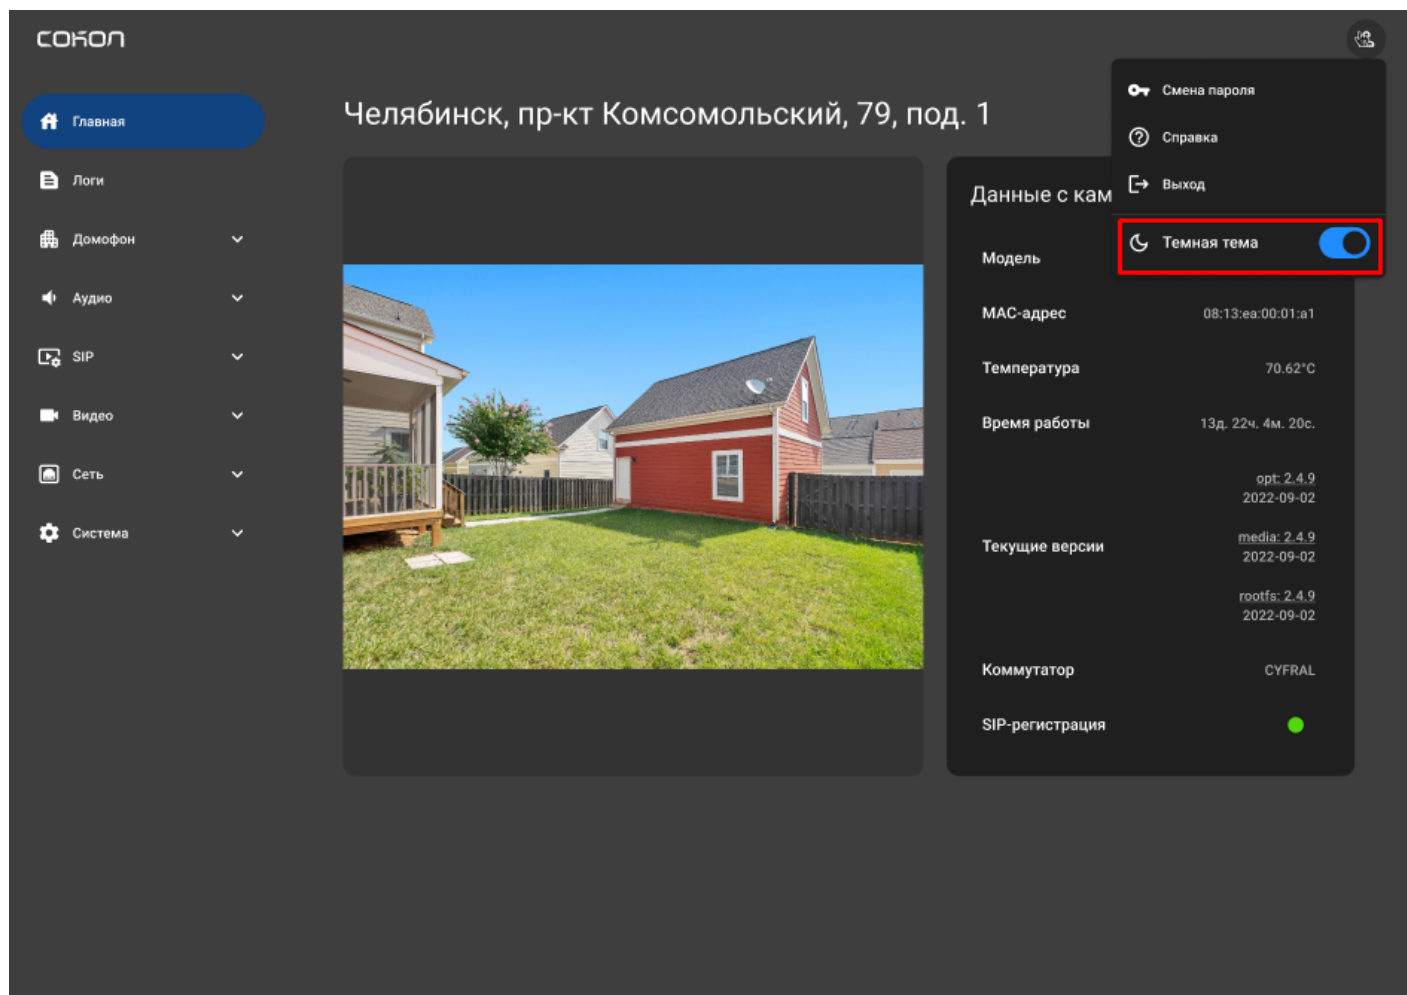 СОКОЛ
Главная
Логи
Домофон
Аудио
SIP
Видео
Сеть
Система
Челябинск, пр-кт Комсомольский, 79, под. 1
Смена пароля
Справка
Выход
Темная тема
Данные с кам
Модель
MAC-адрес 08:13:ea:00:01:a1
Температура 70.62°C
Время работы 13д. 22ч. 4м. 20с.
Текущие версии
opt: 2.4.9
2022-09-02
media: 2.4.9
2022-09-02
rootfs: 2.4.9
2022-09-02
Коммутатор CYFRAL
SIP-регистрация